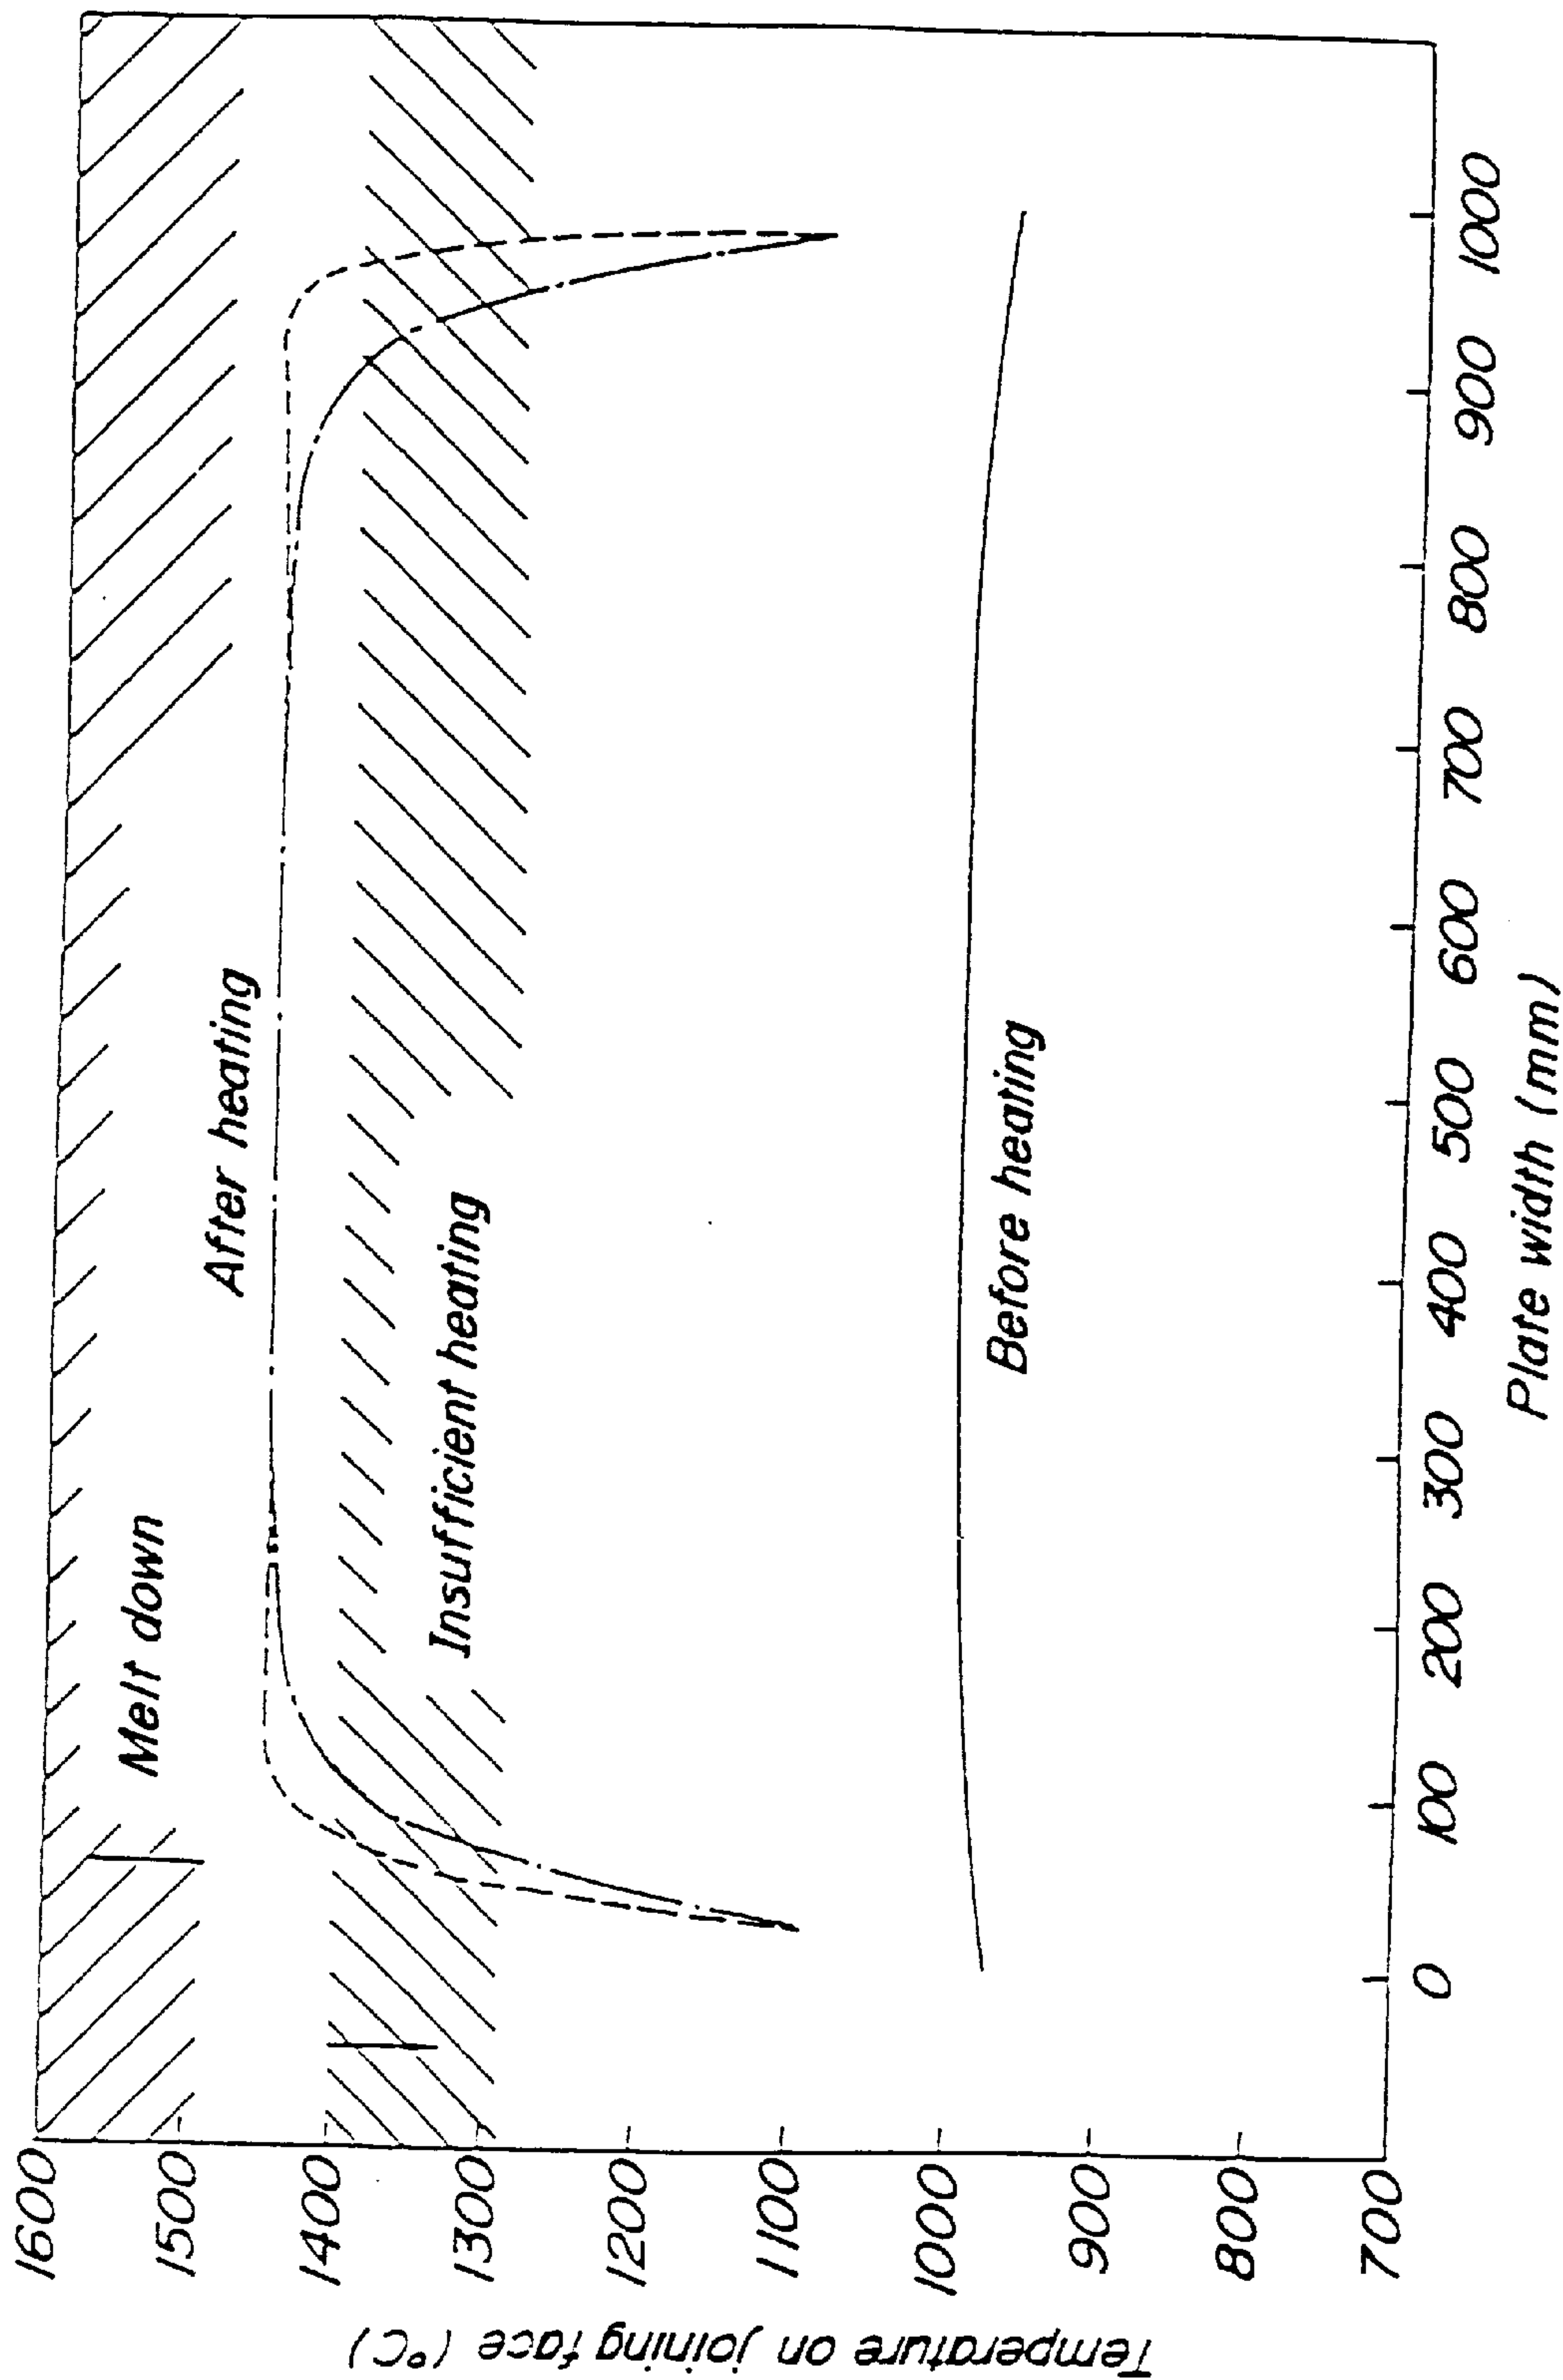 Temperature on joining face (°C)
1600
1500
1400
1300
1200
1100
1000
900
800
700
Melt down
After heating
Insufficient heating
Before heating
0 100 200 300 400 500 600 700 800 900 1000
Plate width (mm)